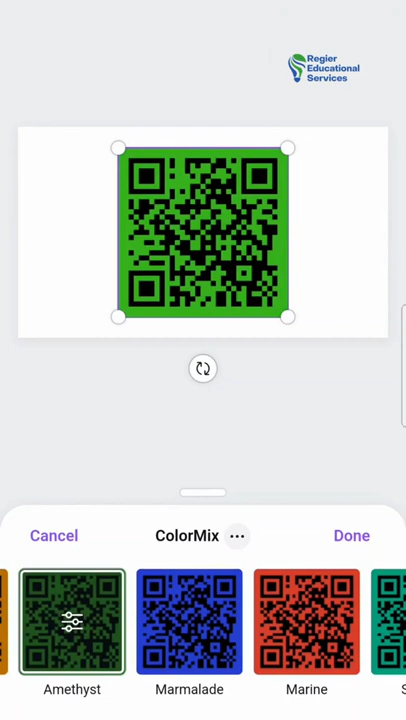 Regier
Educational
Services
Cancel
ColorMix
Done
Amethyst
Marmalade
Marine